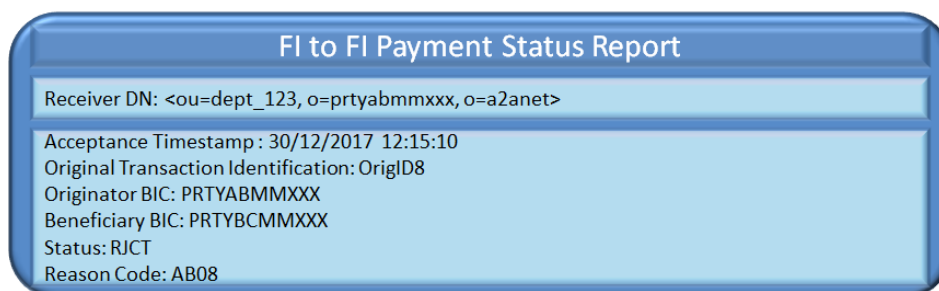 FI to FI Payment Status Report
Receiver DN: <ou=dept_123, o=prtyabmmxxx, o=a2anet>
Acceptance Timestamp : 30/12/2017 12:15:10
Original Transaction Identification: OrigID8
Originator BIC: PRTYABMMXXX
Beneficiary BIC: PRTYBCMMXXX
Status: RJCT
Reason Code: AB08